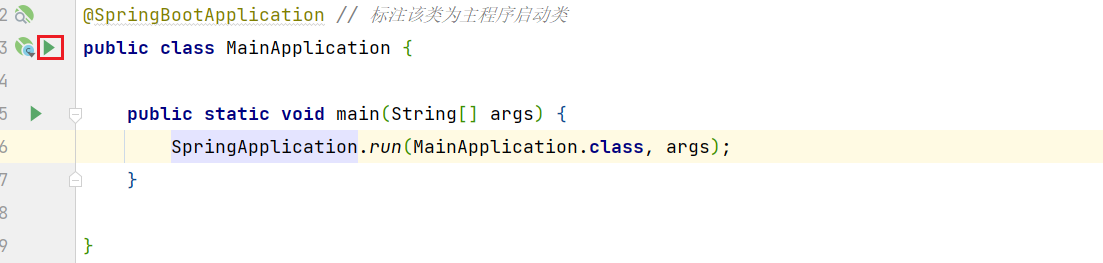 2 @SpringBootApplication // 标注该类为主程序启动类
3 public class MainApplication {
4
5 public static void main(String[] args) {
6 SpringApplication.run(MainApplication.class, args);
7 }
8
9 }